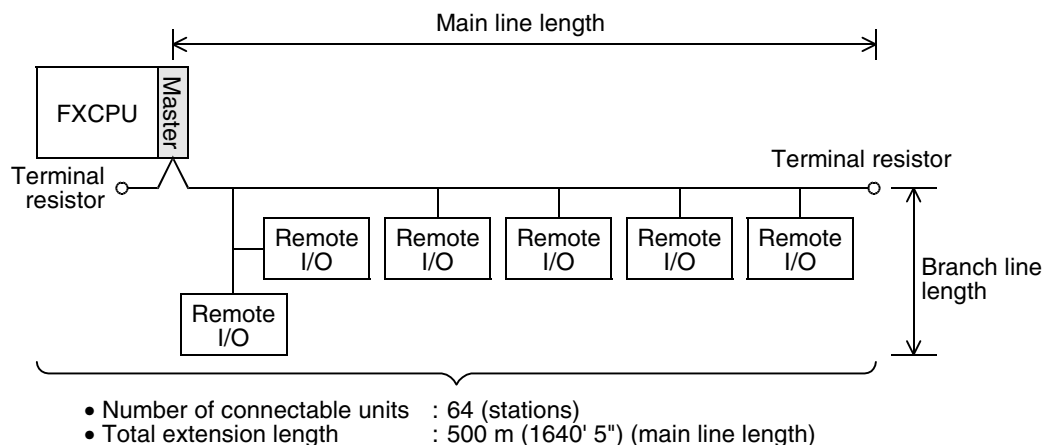 Main line length
FXCPU
Master
Terminal
resistor
Terminal resistor
Remote
I/O
Remote
I/O
Remote
I/O
Remote
I/O
Remote
I/O
Remote
I/O
Branch line
length
• Number of connectable units : 64 (stations)
• Total extension length : 500 m (1640' 5") (main line length)